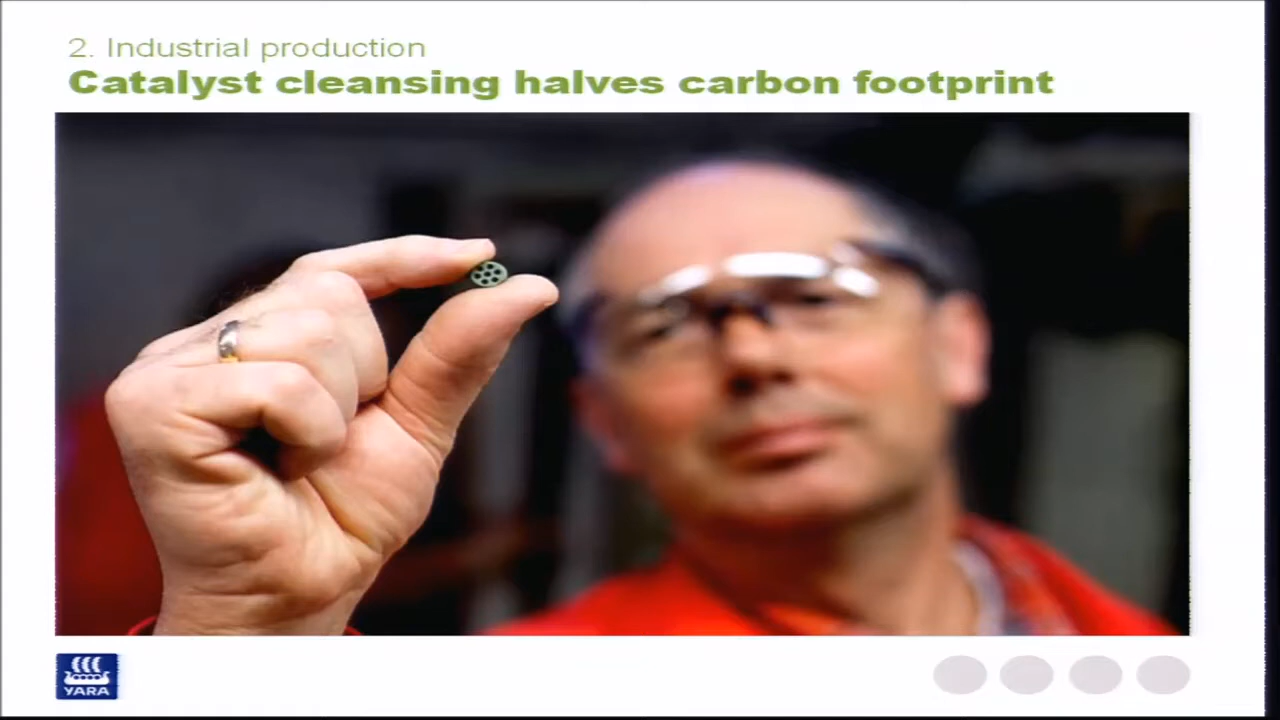 2. Industrial production
Catalyst cleansing halves carbon footprint
YARA